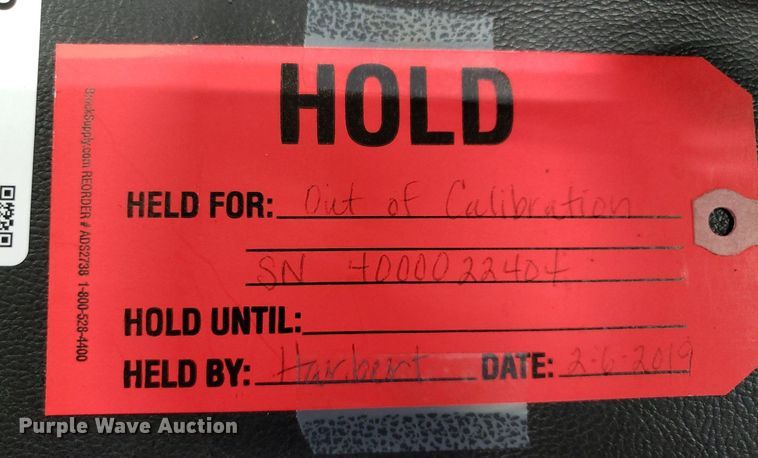 HOLD
HELD FOR: Out of Calibration
SN 4000022404
HOLD UNTIL:
HELD BY: Harbert DATE: 2-6-2019
BrockSupply.com REORDER # ADS2738 1-800-528-4400
Purple Wave Auction